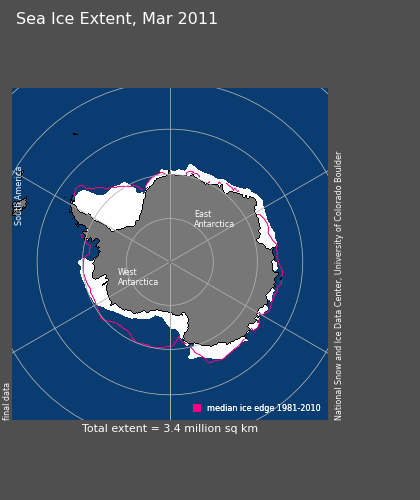 Sea Ice Extent, Mar 2011
South America
East
Antarctica
West
Antarctica
National Snow and Ice Data Center, University of Colorado Boulder
final data
median ice edge 1981-2010
Total extent = 3.4 million sq km